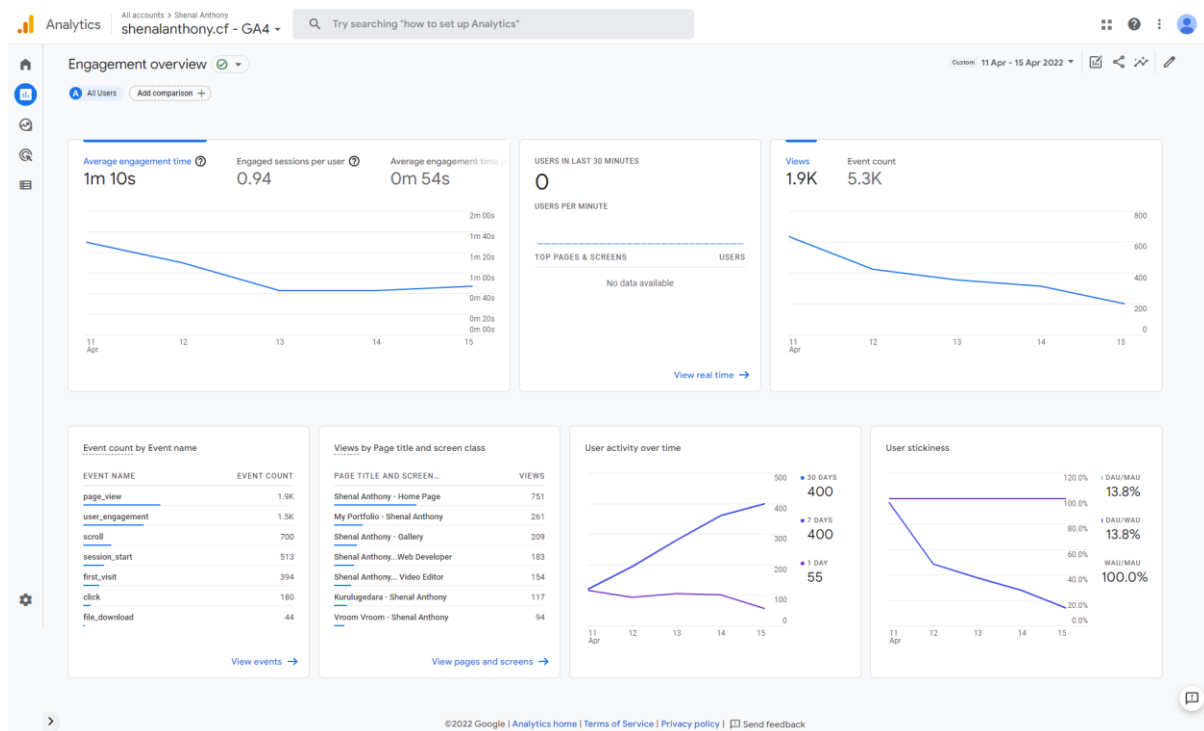 Analytics
All accounts > Shenal Anthony
shenalanthony.cf - GA4
Try searching "how to set up Analytics"
Engagement overview
Custom 11 Apr - 15 Apr 2022
A All Users
Add comparison +
Average engagement time
1m 10s
Engaged sessions per user
0.94
Average engagement time
0m 54s
2m 00s
1m 40s
1m 20s
1m 00s
0m 40s
0m 20s
0m 00s
11
Apr
12
13
14
15
USERS IN LAST 30 MINUTES
0
USERS PER MINUTE
TOP PAGES & SCREENS USERS
No data available
View real time
Views
1.9K
Event count
5.3K
800
600
400
200
0
11
Apr
12
13
14
15
Event count by Event name
EVENT NAME EVENT COUNT
page_view 1.9K
user_engagement 1.5K
scroll 700
session_start 513
first_visit 394
click 180
file_download 44
View events
Views by Page title and screen class
PAGE TITLE AND SCREEN... VIEWS
Shenal Anthony - Home Page 751
My Portfolio - Shenal Anthony 261
Shenal Anthony - Gallery 209
Shenal Anthony...Web Developer 183
Shenal Anthony... Video Editor 154
Kurulugedara - Shenal Anthony 117
Vroom Vroom - Shenal Anthony 94
View pages and screens
User activity over time
500
400
300
200
100
0
11
Apr
12
13
14
15
30 DAYS
400
7 DAYS
400
1 DAY
55
User stickiness
120.0%
100.0%
80.0%
60.0%
40.0%
20.0%
0.0%
11
Apr
12
13
14
15
DAU/MAU
13.8%
DAU/WAU
13.8%
WAU/MAU
100.0%
©2022 Google | Analytics home | Terms of Service | Privacy policy | Send feedback